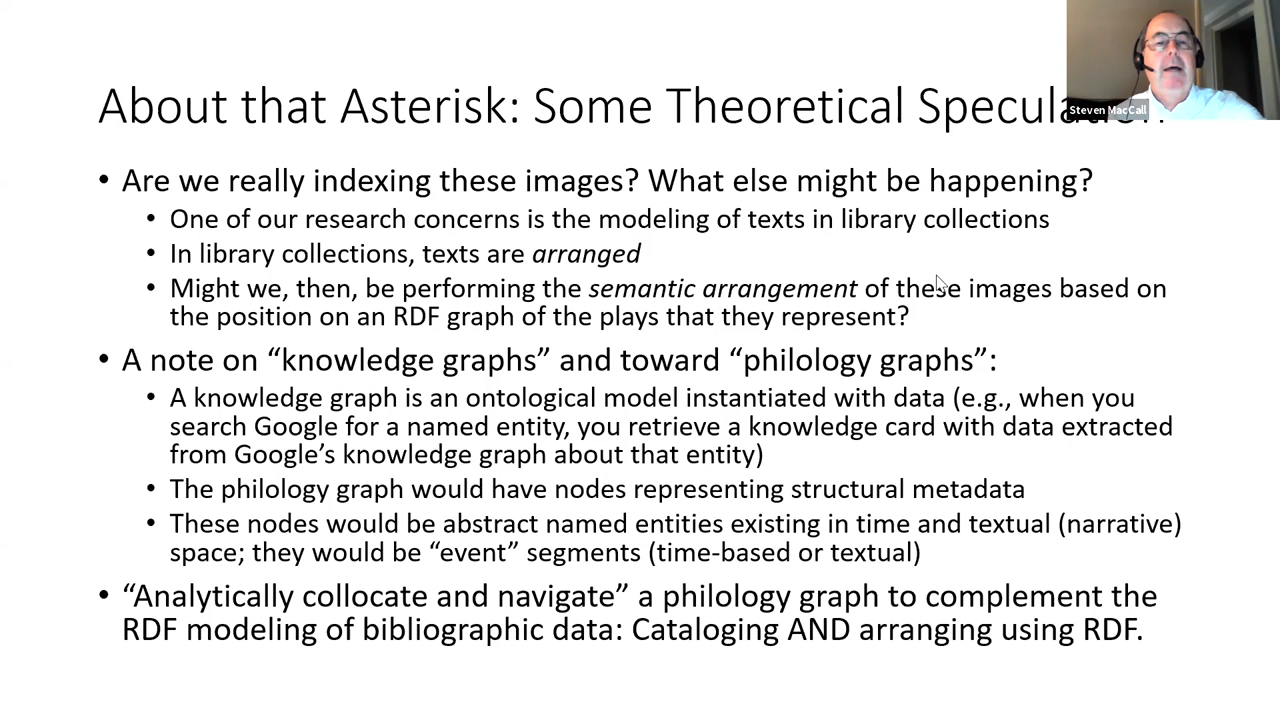 About that Asterisk: Some Theoretical
Steven MacCall
• Are we really indexing these images? What else might be happening?
• One of our research concerns is the modeling of texts in library collections
• In library collections, texts are arranged
• Might we, then, be performing the semantic arrangement of these images based on
the position on an RDF graph of the plays that they represent?
• A note on “knowledge graphs” and toward “philology graphs”:
• A knowledge graph is an ontological model instantiated with data (e.g., when you
search Google for a named entity, you retrieve a knowledge card with data extracted
from Google’s knowledge graph about that entity)
• The philology graph would have nodes representing structural metadata
• These nodes would be abstract named entities existing in time and textual (narrative)
space; they would be “event” segments (time-based or textual)
• “Analytically collocate and navigate” a philology graph to complement the
RDF modeling of bibliographic data: Cataloging AND arranging using RDF.